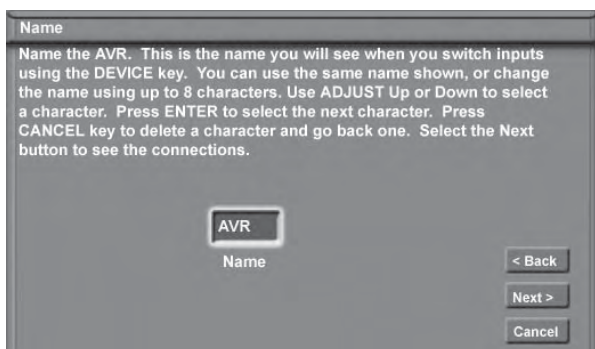 Name
Name the AVR. This is the name you will see when you switch inputs
using the DEVICE key. You can use the same name shown, or change
the name using up to 8 characters. Use ADJUST Up or Down to select
a character. Press ENTER to select the next character. Press
CANCEL key to delete a character and go back one. Select the Next
button to see the connections.
AVR
Name
< Back
Next >
Cancel